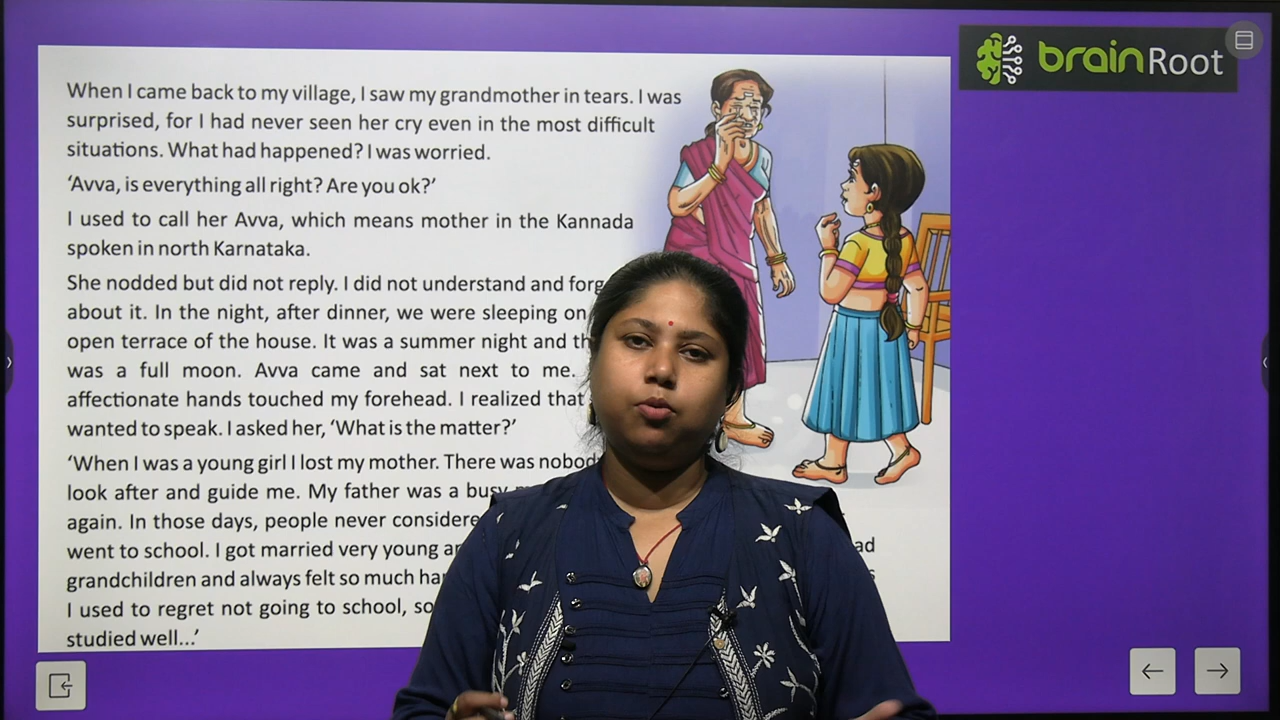 brainRoot
When I came back to my village, I saw my grandmother in tears. I was
surprised, for I had never seen her cry even in the most difficult
situations. What had happened? I was worried.
‘Avva, is everything all right? Are you ok?’
I used to call her Avva, which means mother in the Kannada
spoken in north Karnataka.
She nodded but did not reply. I did not understand and forg
about it. In the night, after dinner, we were sleeping on
open terrace of the house. It was a summer night and th
was a full moon. Avva came and sat next to me.
affectionate hands touched my forehead. I realized that
wanted to speak. I asked her, ‘What is the matter?’
‘When I was a young girl I lost my mother. There was nobod
look after and guide me. My father was a busy
again. In those days, people never considere
went to school. I got married very young an ad
grandchildren and always felt so much ha
I used to regret not going to school, so
studied well...’